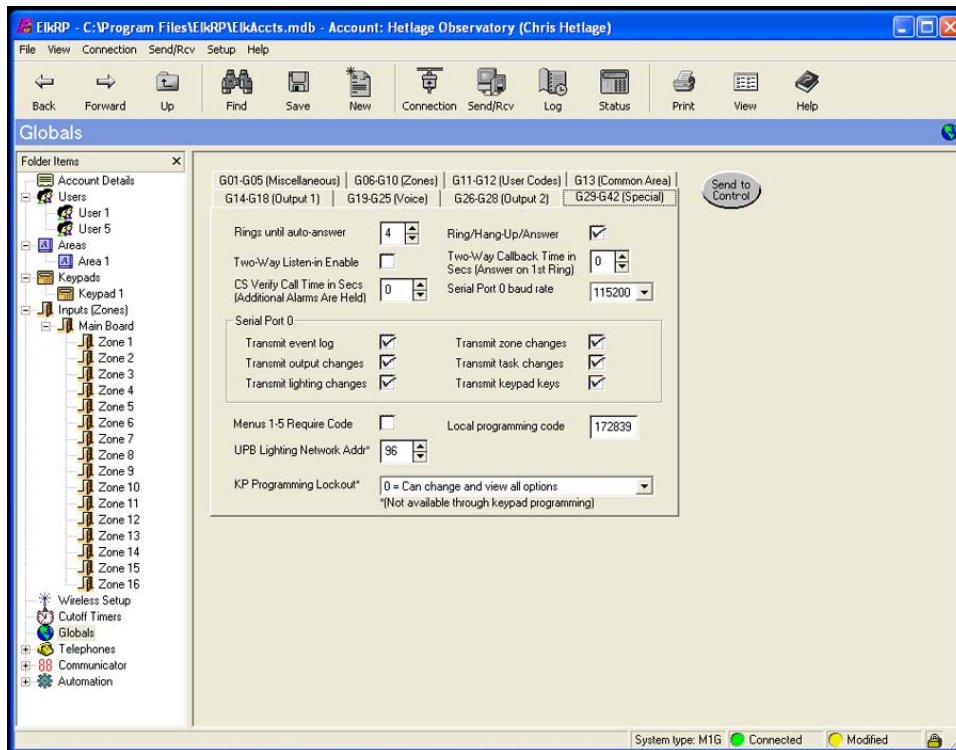 ElkRP - C:\Program Files\ElkRP\ElkAccts.mdb - Account: Hetlage Observatory (Chris Hetlage)
File View Connection Send/Rcv Setup Help
Back Forward Up Find Save New Connection Send/Rcv Log Status Print View Help
Globals
Folder Items
Account Details
Users
User 1
User 5
Areas
Area 1
Keypads
Keypad 1
Inputs (Zones)
Main Board
Zone 1
Zone 2
Zone 3
Zone 4
Zone 5
Zone 6
Zone 7
Zone 8
Zone 9
Zone 10
Zone 11
Zone 12
Zone 13
Zone 14
Zone 15
Zone 16
Wireless Setup
Cutoff Timers
Globals
Telephones
88 Communicator
Automation
G01-G05 (Miscellaneous) G06-G10 (Zones) G11-G12 (User Codes) G13 (Common Area)
G14-G18 (Output 1) G19-G25 (Voice) G26-G28 (Output 2) G29-G42 (Special)
Send to
Control
Rings until auto-answer 4 Ring/Hang-Up/Answer
Two-Way Listen-in Enable
Two-Way Callback Time in
Secs (Answer on 1st Ring) 0
CS Verify Call Time in Secs
(Additional Alarms Are Held) 0
Serial Port 0 baud rate 115200
Serial Port 0
Transmit event log Transmit zone changes
Transmit output changes Transmit task changes
Transmit lighting changes Transmit keypad keys
Menus 1-5 Require Code Local programming code 172839
UPB Lighting Network Addr* 96
KP Programming Lockout* 0 = Can change and view all options
*(Not available through keypad programming)
System type: M1G Connected Modified